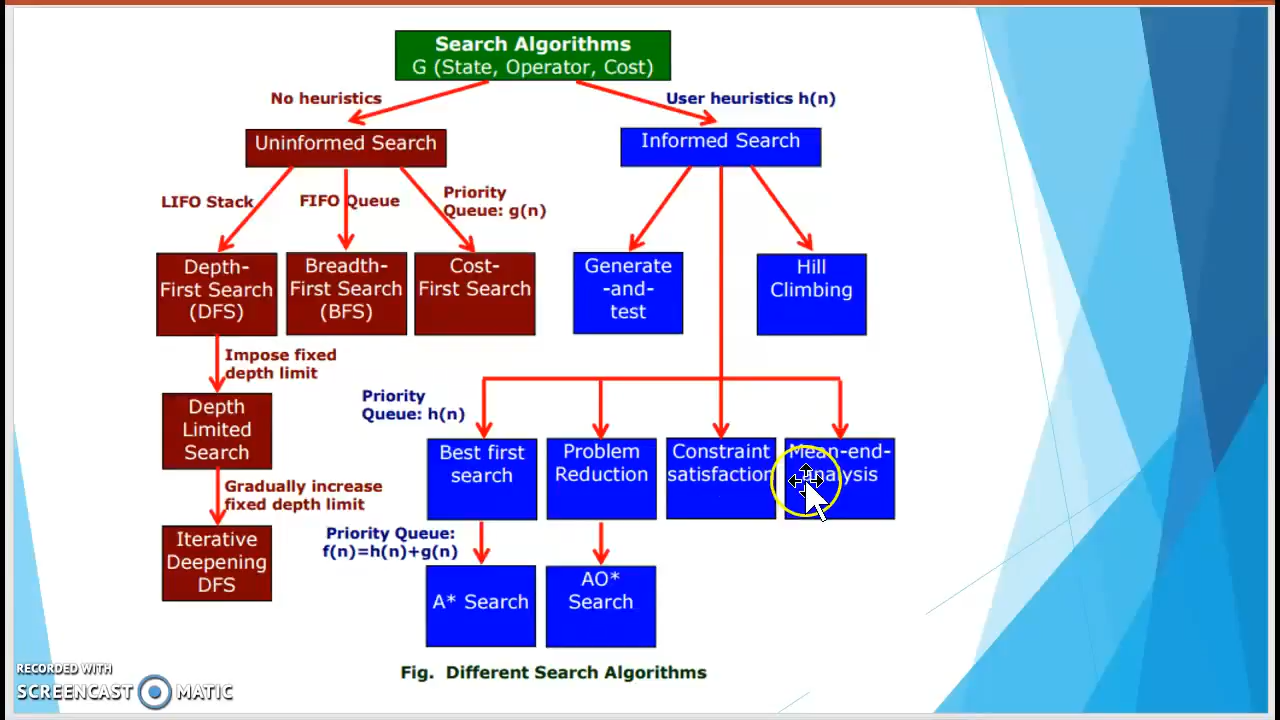 Search Algorithms
G (State, Operator, Cost)
No heuristics
User heuristics h(n)
Uninformed Search
Informed Search
LIFO Stack
FIFO Queue
Priority
Queue: g(n)
Depth-
First Search
(DFS)
Breadth-
First Search
(BFS)
Cost-
First Search
Generate
-and-
test
Hill
Climbing
Impose fixed
depth limit
Priority
Queue: h(n)
Depth
Limited
Search
Best first
search
Problem
Reduction
Constraint
satisfaction
Mean-end-
analysis
Gradually increase
fixed depth limit
Priority Queue:
f(n)=h(n)+g(n)
Iterative
Deepening
DFS
A* Search
AO*
Search
Fig. Different Search Algorithms
RECORDED WITH
SCREENCAST MATIC